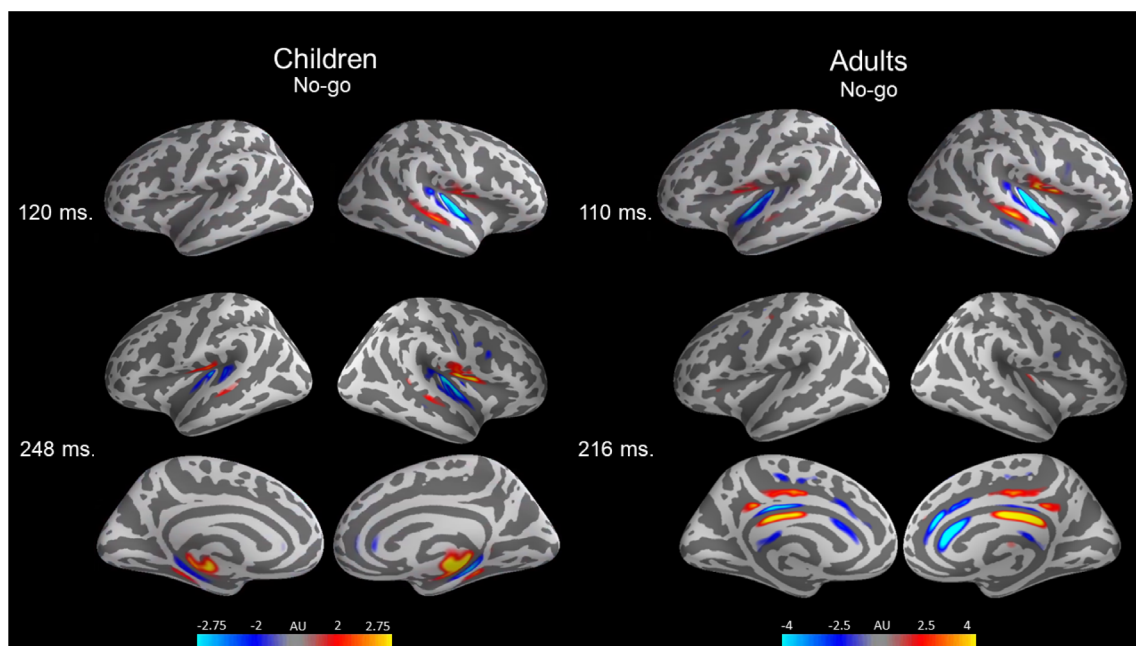 Children
No-go
Adults
No-go
120 ms.
110 ms.
248 ms.
216 ms.
-2.75 -2 AU 2 2.75
-4 -2.5 AU 2.5 4